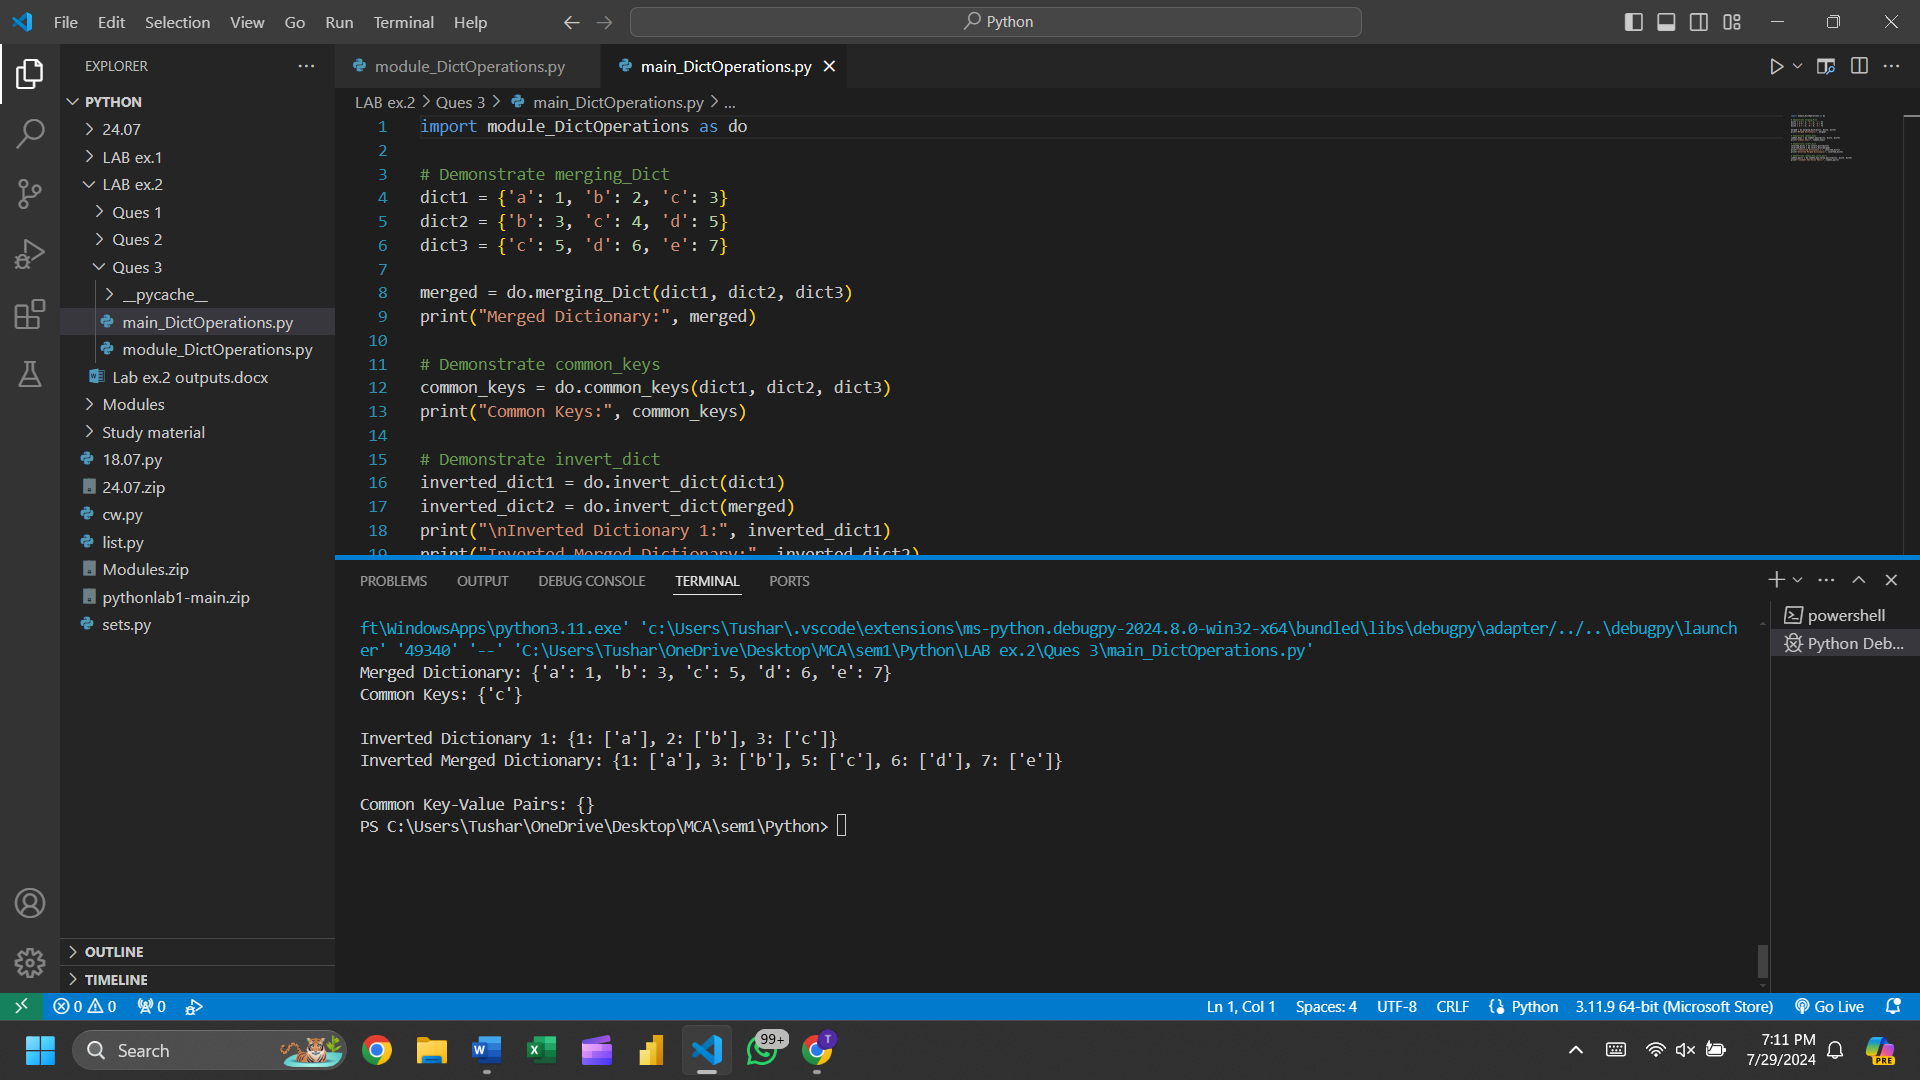 File Edit Selection View Go Run Terminal Help
Python
EXPLORER
PYTHON
24.07
LAB ex.1
LAB ex.2
Ques 1
Ques 2
Ques 3
__pycache__
main_DictOperations.py
module_DictOperations.py
Lab ex.2 outputs.docx
Modules
Study material
18.07.py
24.07.zip
cw.py
list.py
Modules.zip
pythonlab1-main.zip
sets.py
OUTLINE
TIMELINE
module_DictOperations.py main_DictOperations.py
LAB ex.2 > Ques 3 > main_DictOperations.py > ...
1 import module_DictOperations as do
2
3 # Demonstrate merging_Dict
4 dict1 = {'a': 1, 'b': 2, 'c': 3}
5 dict2 = {'b': 3, 'c': 4, 'd': 5}
6 dict3 = {'c': 5, 'd': 6, 'e': 7}
7
8 merged = do.merging_Dict(dict1, dict2, dict3)
9 print("Merged Dictionary:", merged)
10
11 # Demonstrate common_keys
12 common_keys = do.common_keys(dict1, dict2, dict3)
13 print("Common Keys:", common_keys)
14
15 # Demonstrate invert_dict
16 inverted_dict1 = do.invert_dict(dict1)
17 inverted_dict2 = do.invert_dict(merged)
18 print("\nInverted Dictionary 1:", inverted_dict1)
19 print("Inverted Merged Dictionary:", inverted_dict2)
PROBLEMS OUTPUT DEBUG CONSOLE TERMINAL PORTS
ft\WindowsApps\python3.11.exe' 'c:\Users\Tushar\.vscode\extensions\ms-python.debugpy-2024.8.0-win32-x64\bundled\libs\debugpy\adapter/../..\debugpy\launch
er' '49340' '--' 'C:\Users\Tushar\OneDrive\Desktop\MCA\sem1\Python\LAB ex.2\Ques 3\main_DictOperations.py'
Merged Dictionary: {'a': 1, 'b': 3, 'c': 5, 'd': 6, 'e': 7}
Common Keys: {'c'}
Inverted Dictionary 1: {1: ['a'], 2: ['b'], 3: ['c']}
Inverted Merged Dictionary: {1: ['a'], 3: ['b'], 5: ['c'], 6: ['d'], 7: ['e']}
Common Key-Value Pairs: {}
PS C:\Users\Tushar\OneDrive\Desktop\MCA\sem1\Python>
powershell
Python Deb...
0 0 0 Ln 1, Col 1 Spaces: 4 UTF-8 CRLF Python 3.11.9 64-bit (Microsoft Store) Go Live
Search
99+
T
7:11 PM
7/29/2024
PRE